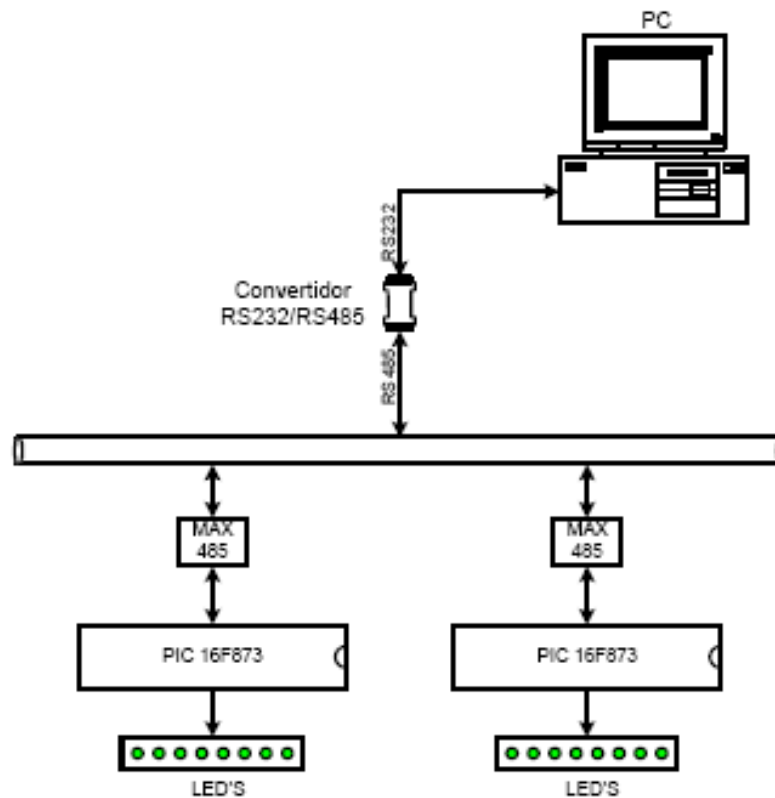 PC
RS232
Convertidor
RS232/RS485
RS 485
MAX
485
MAX
485
PIC 16F873
PIC 16F873
LED'S
LED'S